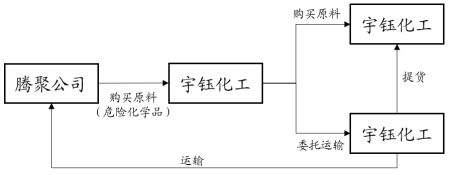 购买原料
宇钰化工
腾聚公司
购买原料
（危险化学品）
宇钰化工
提货
委托运输
宇钰化工
运输